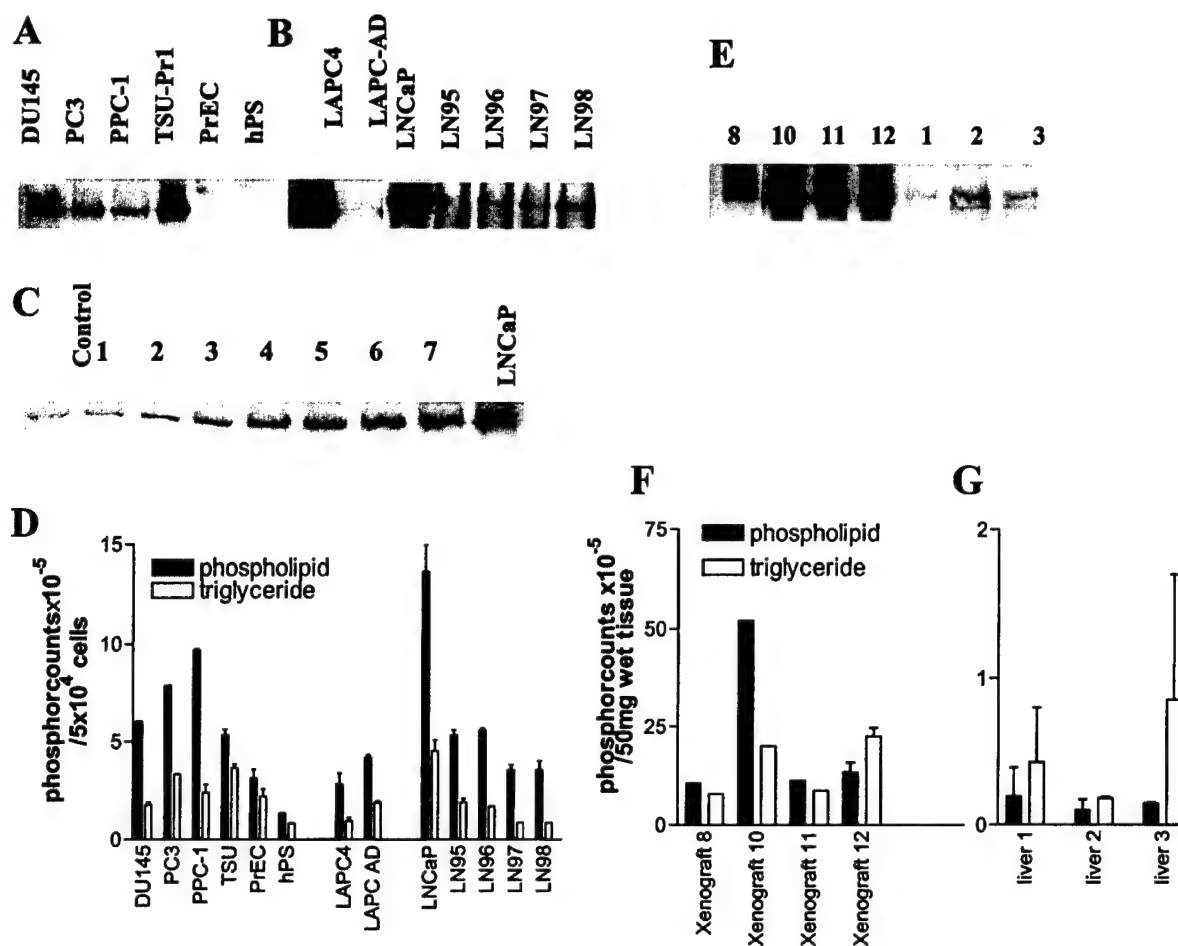 A
DU145
PC3
PPC-1
TSU-Pr1
PrEC
hPS
B
LAPC4
LAPC-AD
LNCaP
LN95
LN96
LN97
LN98
E
8 10 11 12 1 2 3
C
Control
1 2 3 4 5 6 7
LNCaP
D
phosphorcountsx10-5
/5x10⁴ cells
15
10
5
0
phospholipid
triglyceride
DU145
PC3
PPC-1
TSU
PrEC
hPS
LAPC4
LAPC AD
LNCaP
LN95
LN96
LN97
LN98
F
phosphorcounts x10-5
/50mg wet tissue
75
50
25
0
phospholipid
triglyceride
Xenograft 8
Xenograft 10
Xenograft 11
Xenograft 12
G
2
1
0
liver 1
liver 2
liver 3